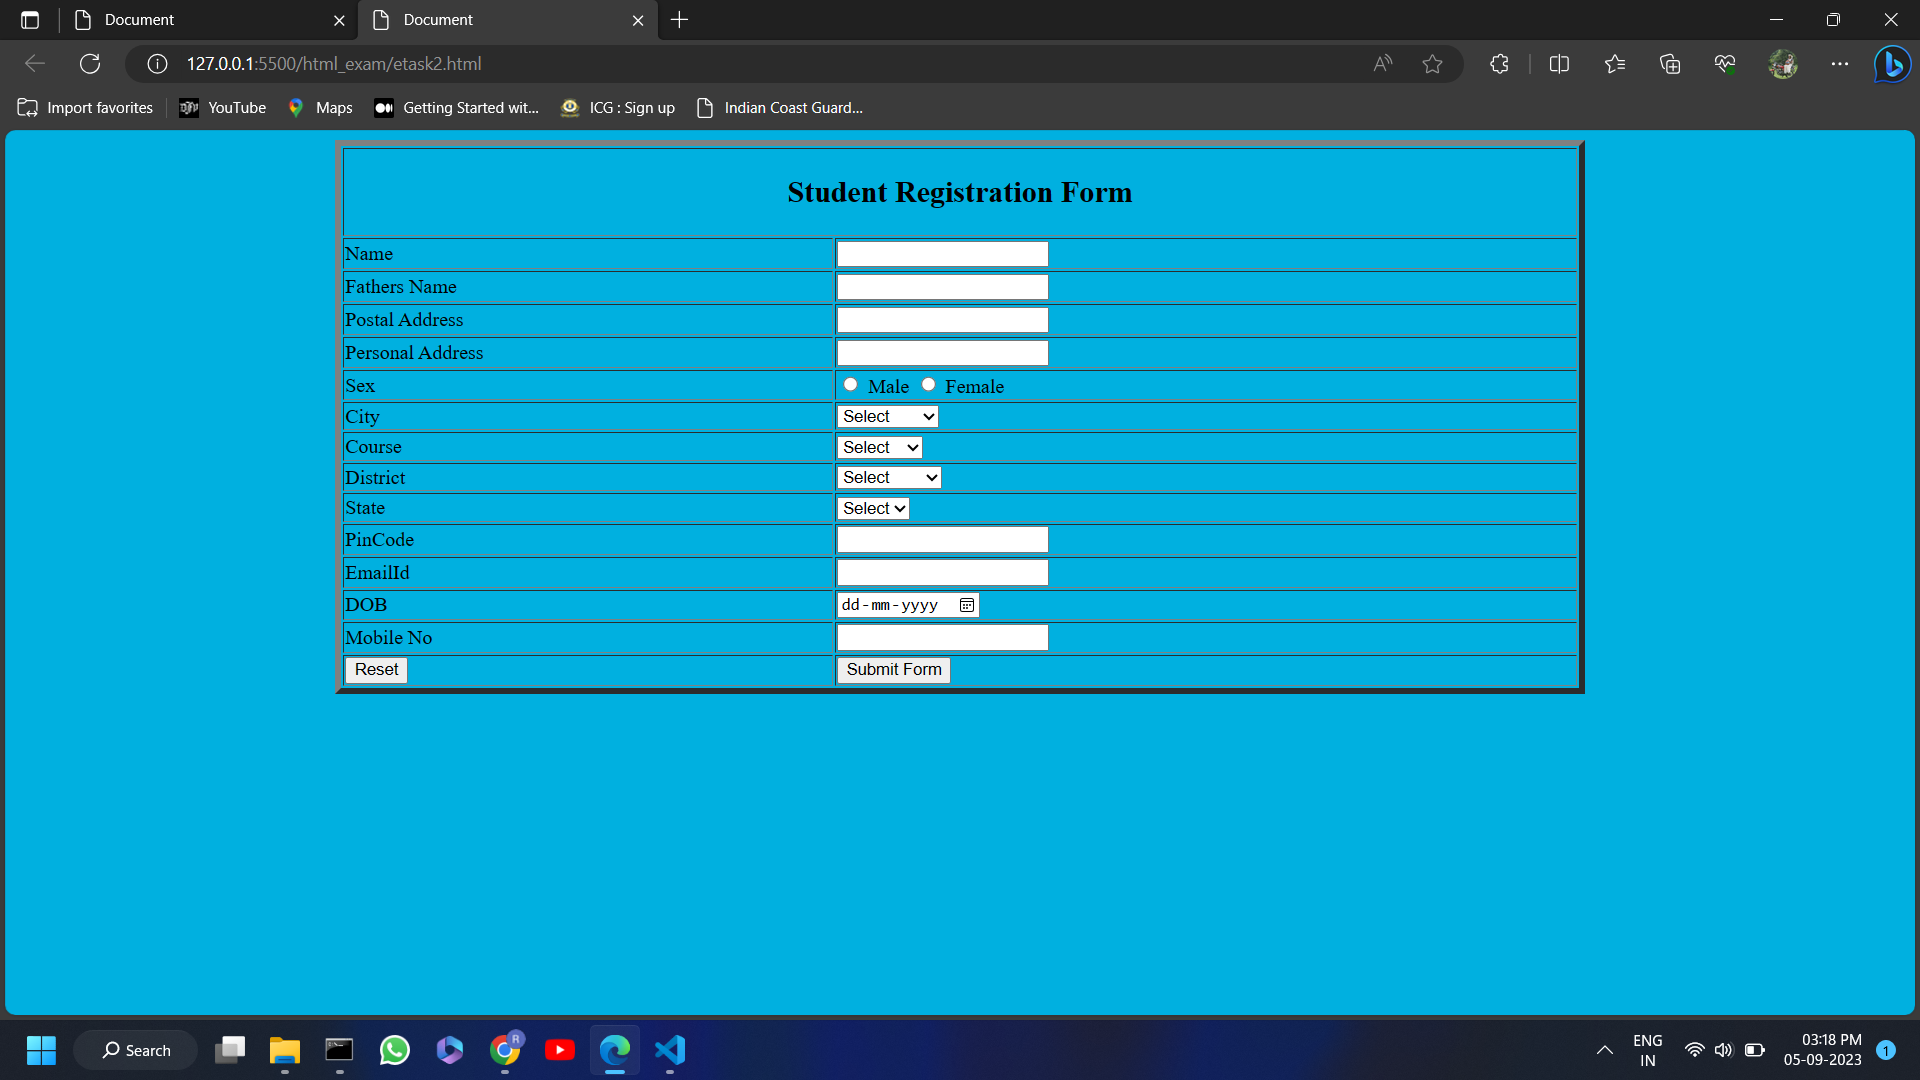 Document
Document
127.0.0.1:5500/html_exam/etask2.html
Import favorites
YouTube
Maps
Getting Started wit...
ICG : Sign up
Indian Coast Guard...
Student Registration Form
Name
Fathers Name
Postal Address
Personal Address
Sex Male Female
City Select
Course Select
District Select
State Select
PinCode
EmailId
DOB dd-mm-yyyy
Mobile No
Reset Submit Form
Search
R
ENG
IN
03:18 PM
05-09-2023
1